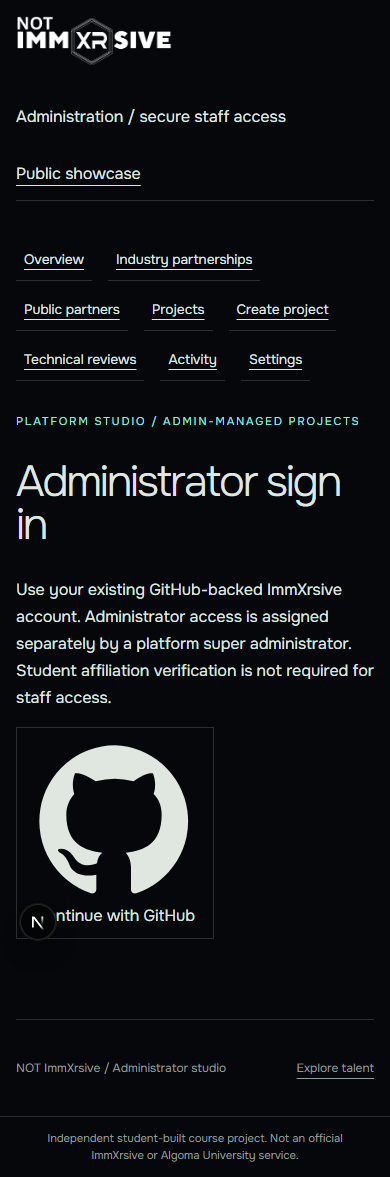 NOT
IMMXRSIVE
Administration / secure staff access
Public showcase
Overview Industry partnerships
Public partners Projects Create project
Technical reviews Activity Settings
PLATFORM STUDIO / ADMIN-MANAGED PROJECTS
Administrator sign
in
Use your existing GitHub-backed ImmXrsive
account. Administrator access is assigned
separately by a platform super administrator.
Student affiliation verification is not required for
staff access.
N ntinue with GitHub
NOT ImmXrsive / Administrator studio Explore talent
Independent student-built course project. Not an official
ImmXrsive or Algoma University service.